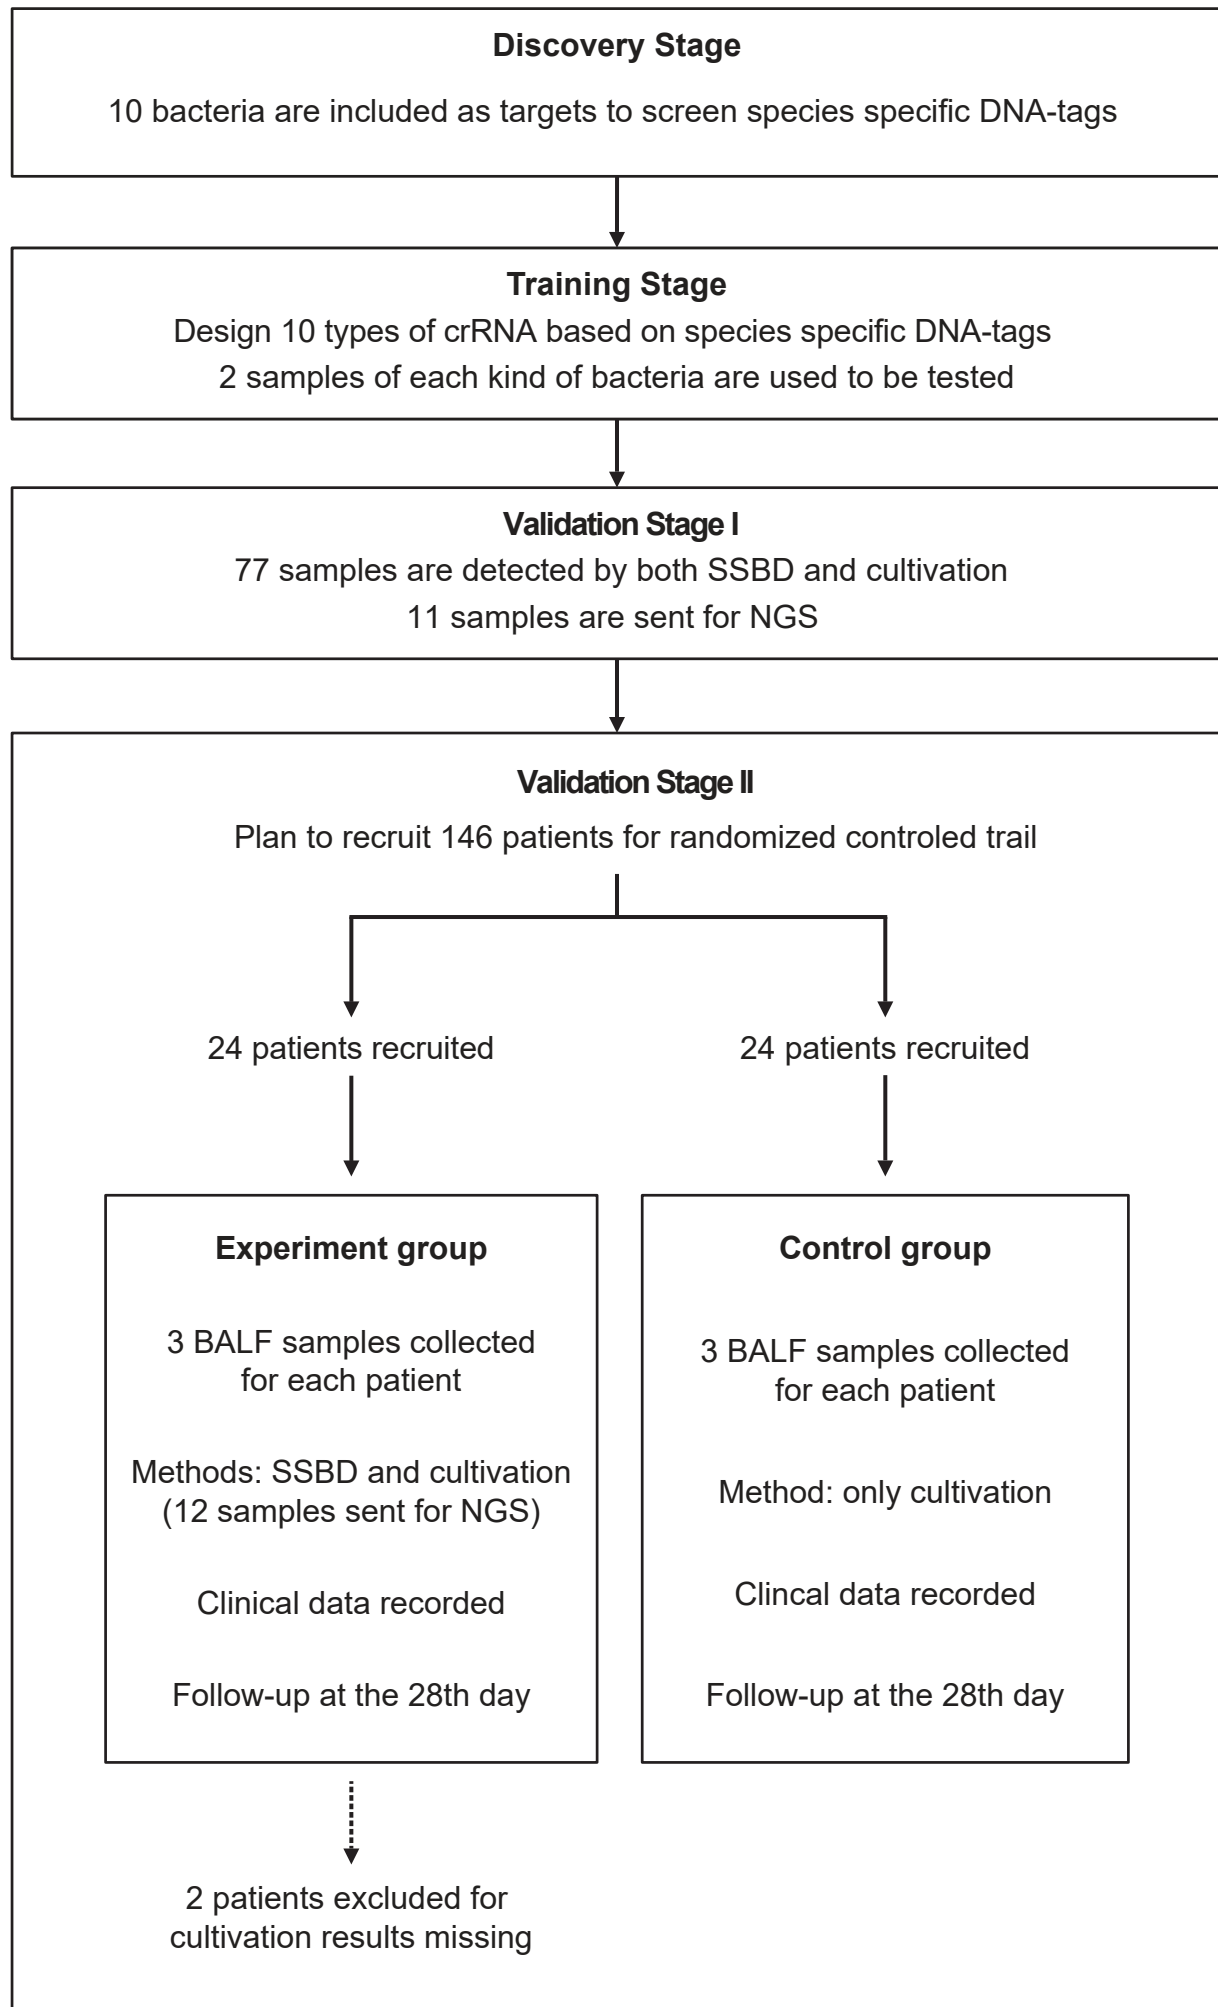 Discovery Stage
10 bacteria are included as targets to screen species specific DNA-tags
Training Stage
Design 10 types of crRNA based on species specific DNA-tags
2 samples of each kind of bacteria are used to be tested
Validation Stage I
77 samples are detected by both SSBD and cultivation
11 samples are sent for NGS
Validation Stage II
Plan to recruit 146 patients for randomized controled trail
24 patients recruited
24 patients recruited
Experiment group
3 BALF samples collected
for each patient
Methods: SSBD and cultivation
(12 samples sent for NGS)
Clinical data recorded
Follow-up at the 28th day
Control group
3 BALF samples collected
for each patient
Method: only cultivation
Clincal data recorded
Follow-up at the 28th day
2 patients excluded for
cultivation results missing